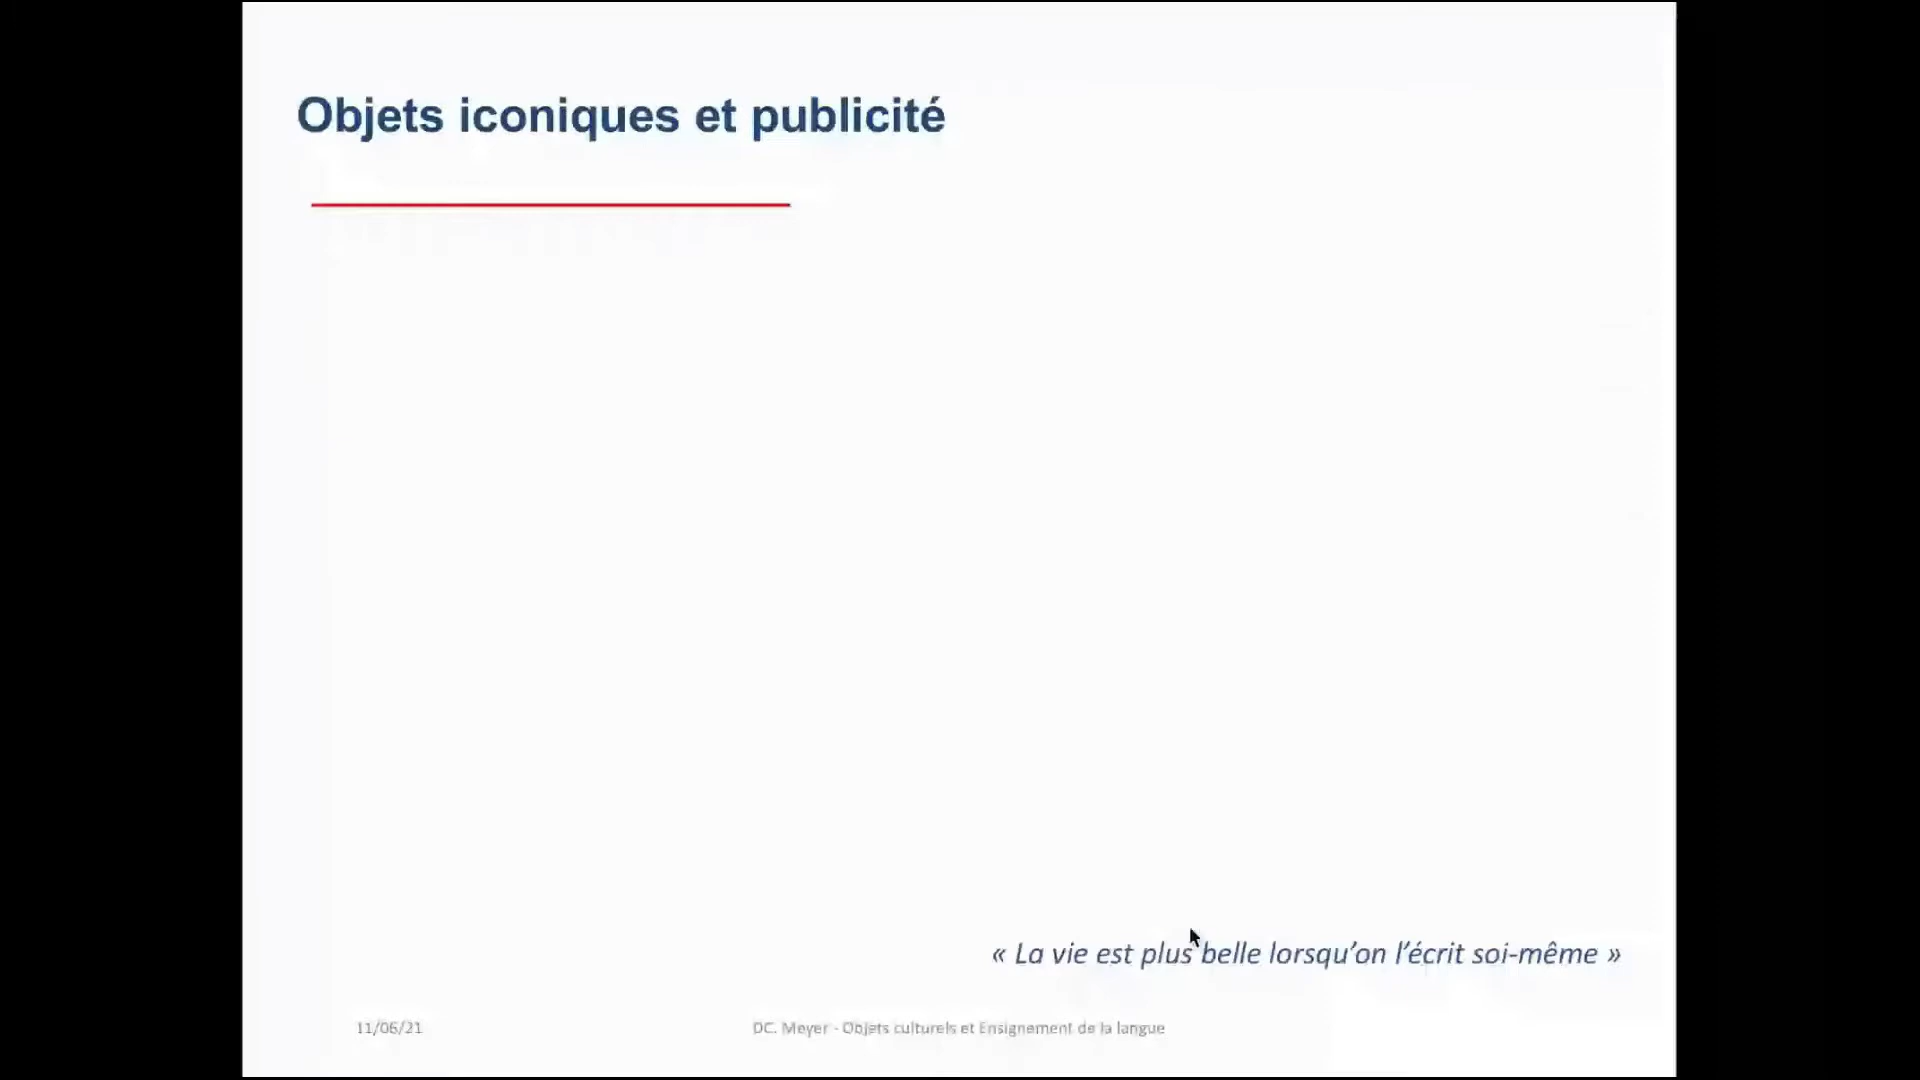 Objets iconiques et publicité
« La vie est plus belle lorsqu’on l’écrit soi-même »
11/06/21
DC. Meyer - Objets culturels et Ensignement de la langue